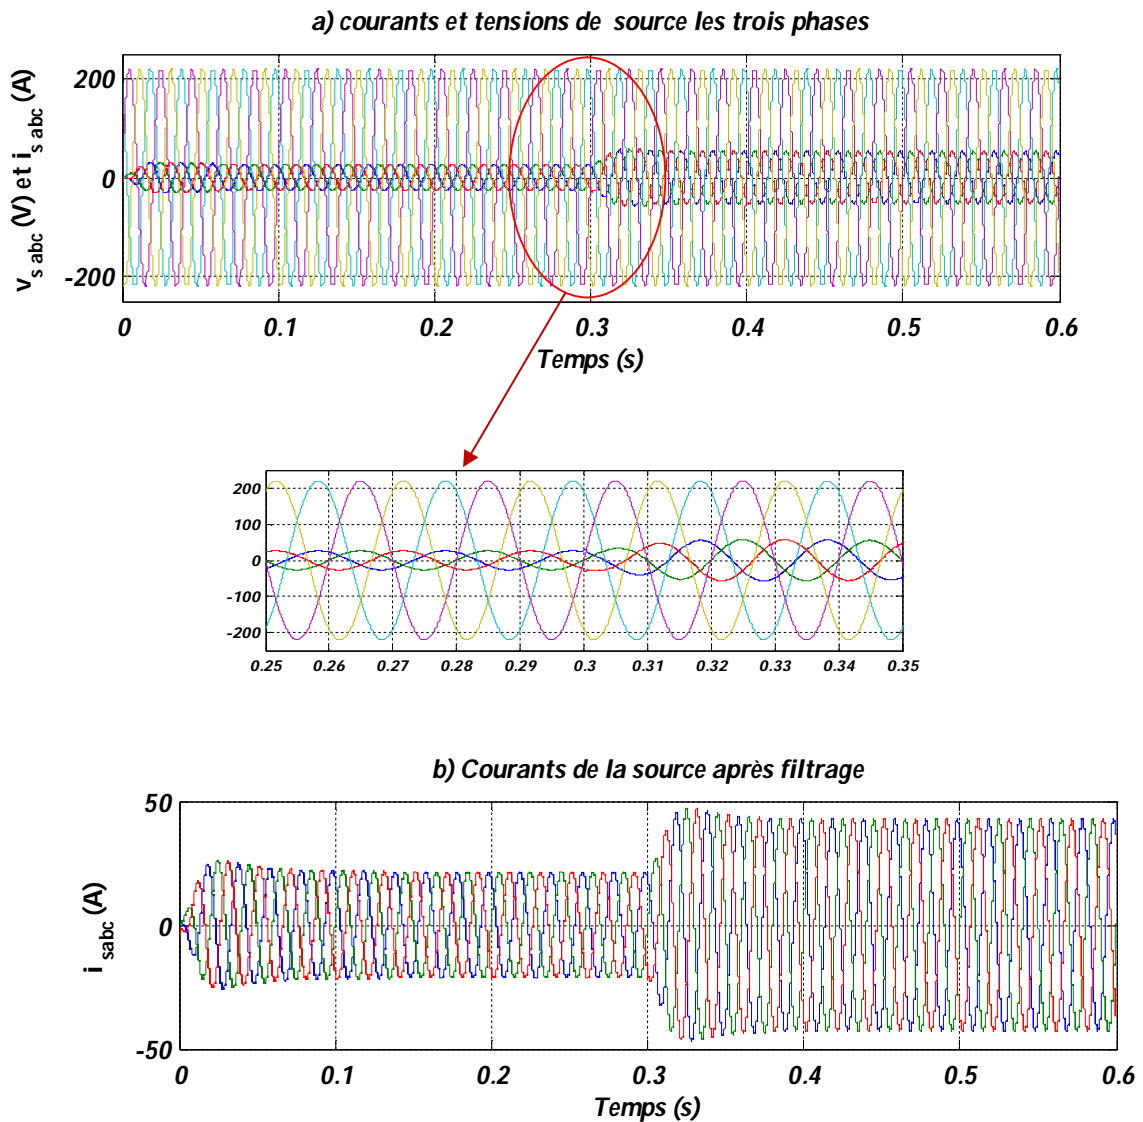 a) courants et tensions de source les trois phases
v s abc (V) et i s abc (A)
200
0
-200
0 0.1 0.2 0.3 0.4 0.5 0.6
Temps (s)
200
100
0
-100
-200
0.25 0.26 0.27 0.28 0.29 0.3 0.31 0.32 0.33 0.34 0.35
b) Courants de la source après filtrage
i sabc (A)
50
0
-50
0 0.1 0.2 0.3 0.4 0.5 0.6
Temps (s)